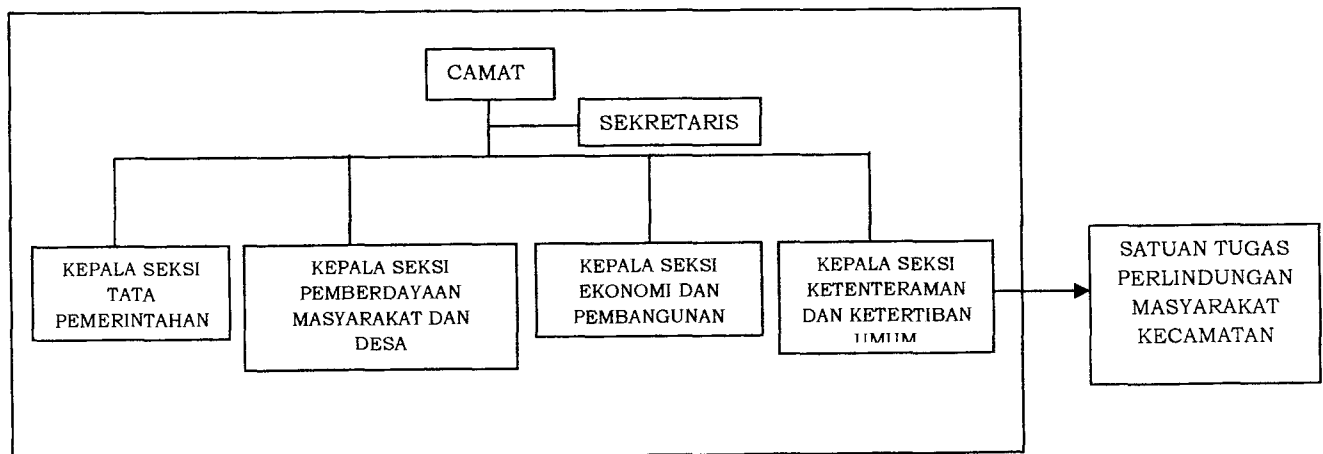 CAMAT
SEKRETARIS
KEPALA SEKSI
TATA
PEMERINTAHAN
KEPALA SEKSI
PEMBERDAYAAN
MASYARAKAT DAN
DESA
KEPALA SEKSI
EKONOMI DAN
PEMBANGUNAN
KEPALA SEKSI
KETENTERAMAN
DAN KETERTIBAN
UMUM
SATUAN TUGAS
PERLINDUNGAN
MASYARAKAT
KECAMATAN